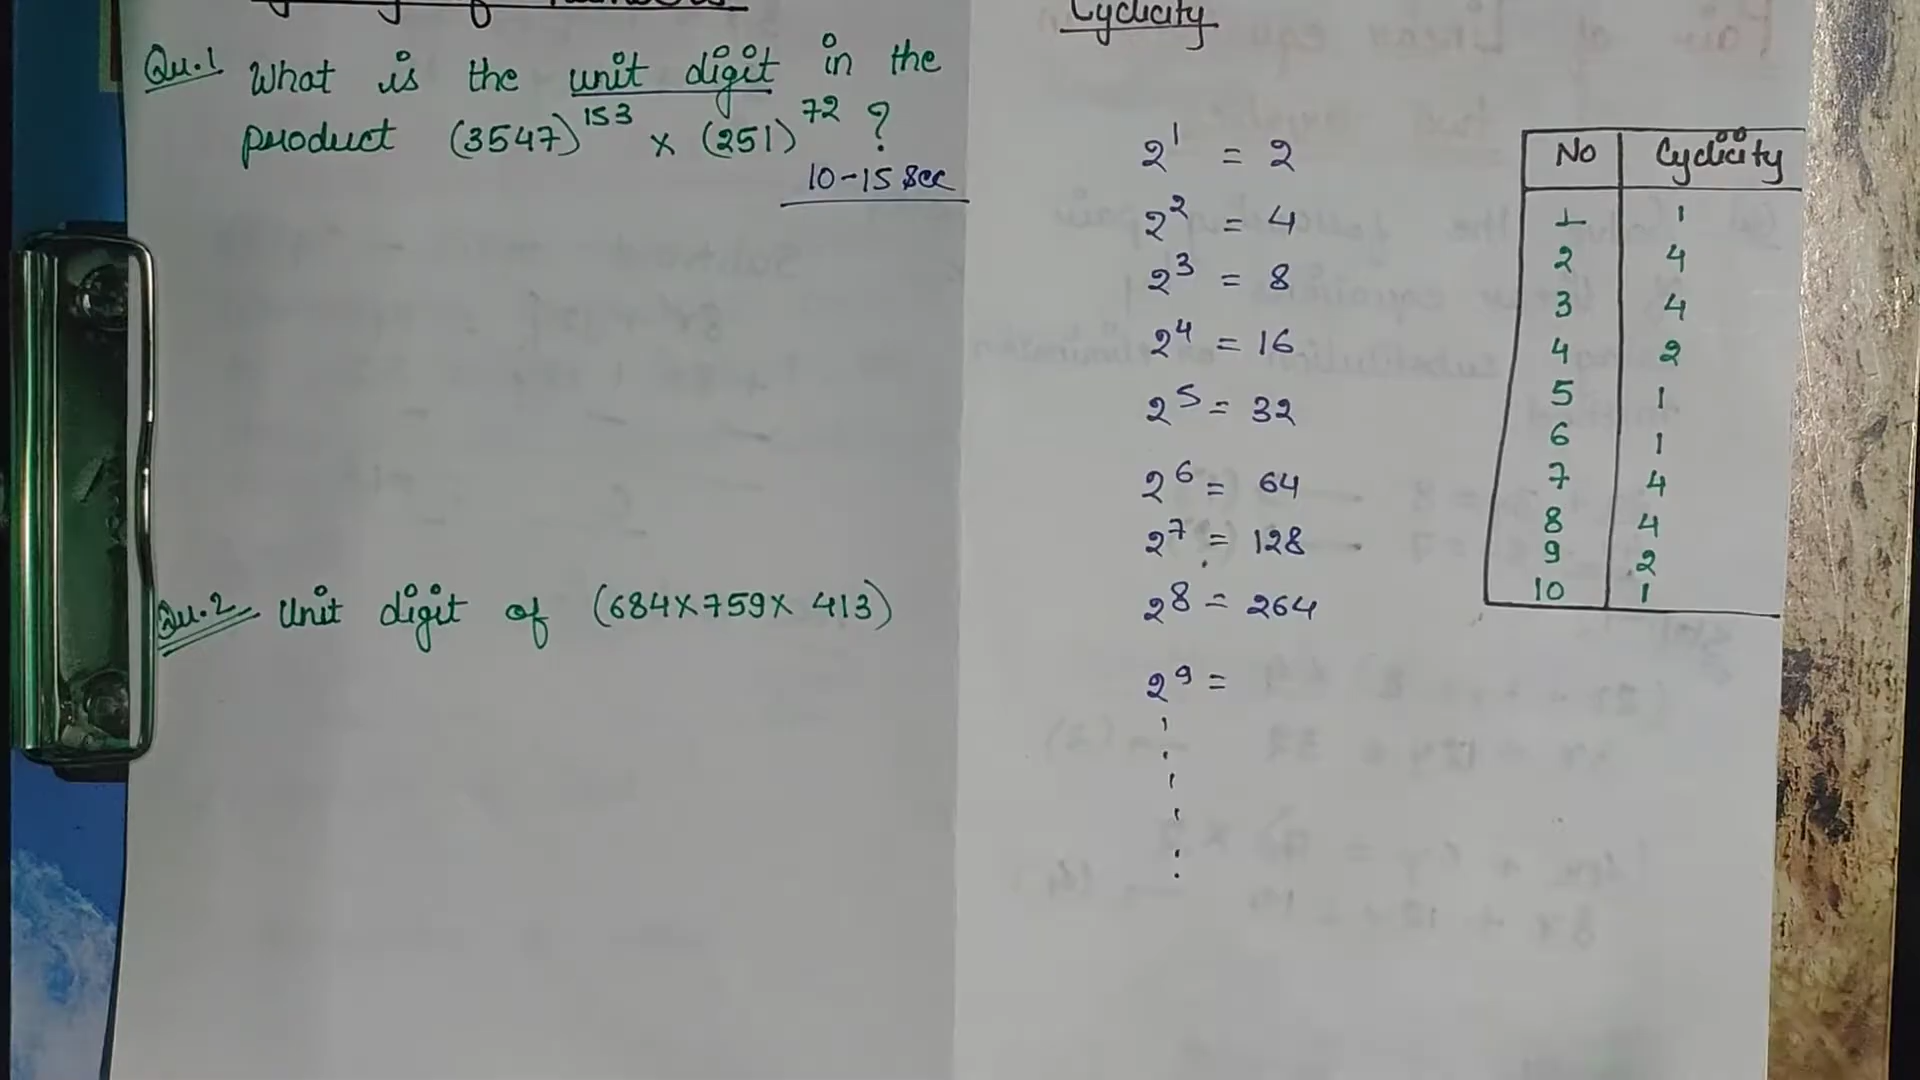 of
Qu.1 What is the unit digit in the
product (3547)^153 × (251)^72 ?
10-15 Sec
Qu.2 Unit digit of (684×759×413)
Cyclicity
2^1 = 2
2^2 = 4
2^3 = 8
2^4 = 16
2^5 = 32
2^6 = 64
2^7 = 128
2^8 = 264
2^9 =
No Cyclicity
1 1
2 4
3 4
4 2
5 1
6 1
7 4
8 4
9 2
10 1